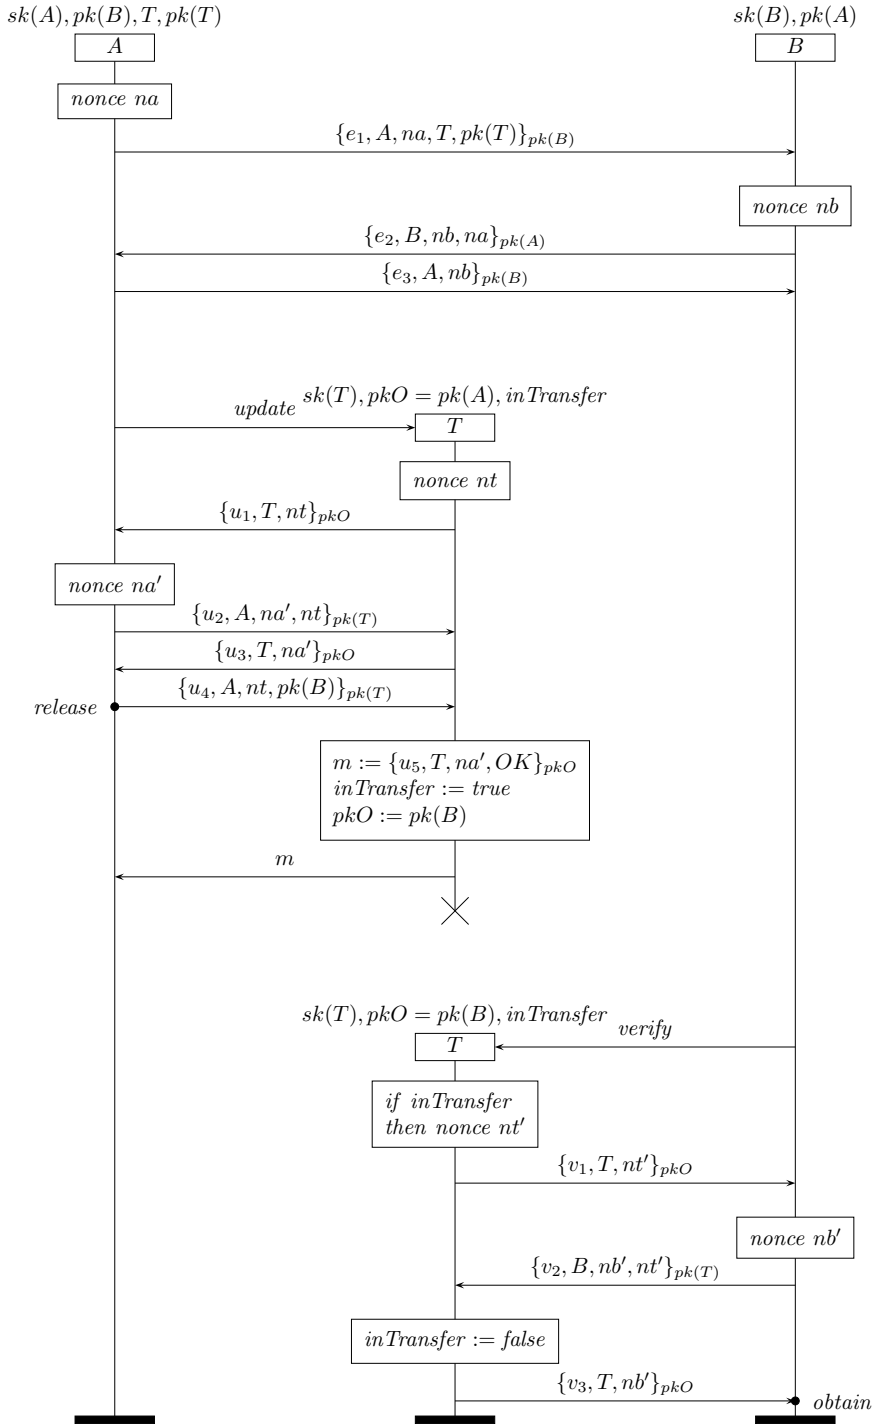 sk(A), pk(B), T, pk(T)
sk(B), pk(A)
A
B
nonce na
{e₁, A, na, T, pk(T)}pk(B)
nonce nb
{e₂, B, nb, na}pk(A)
{e₃, A, nb}pk(B)
sk(T), pkO = pk(A), inTransfer
update
T
nonce nt
{u₁, T, nt}pkO
nonce na′
{u₂, A, na′, nt}pk(T)
{u₃, T, na′}pkO
{u₄, A, nt, pk(B)}pk(T)
release
m := {u₅, T, na′, OK}pkO
inTransfer := true
pkO := pk(B)
m
sk(T), pkO = pk(B), inTransfer
verify
T
if inTransfer
then nonce nt′
{v₁, T, nt′}pkO
nonce nb′
{v₂, B, nb′, nt′}pk(T)
inTransfer := false
{v₃, T, nb′}pkO
obtain